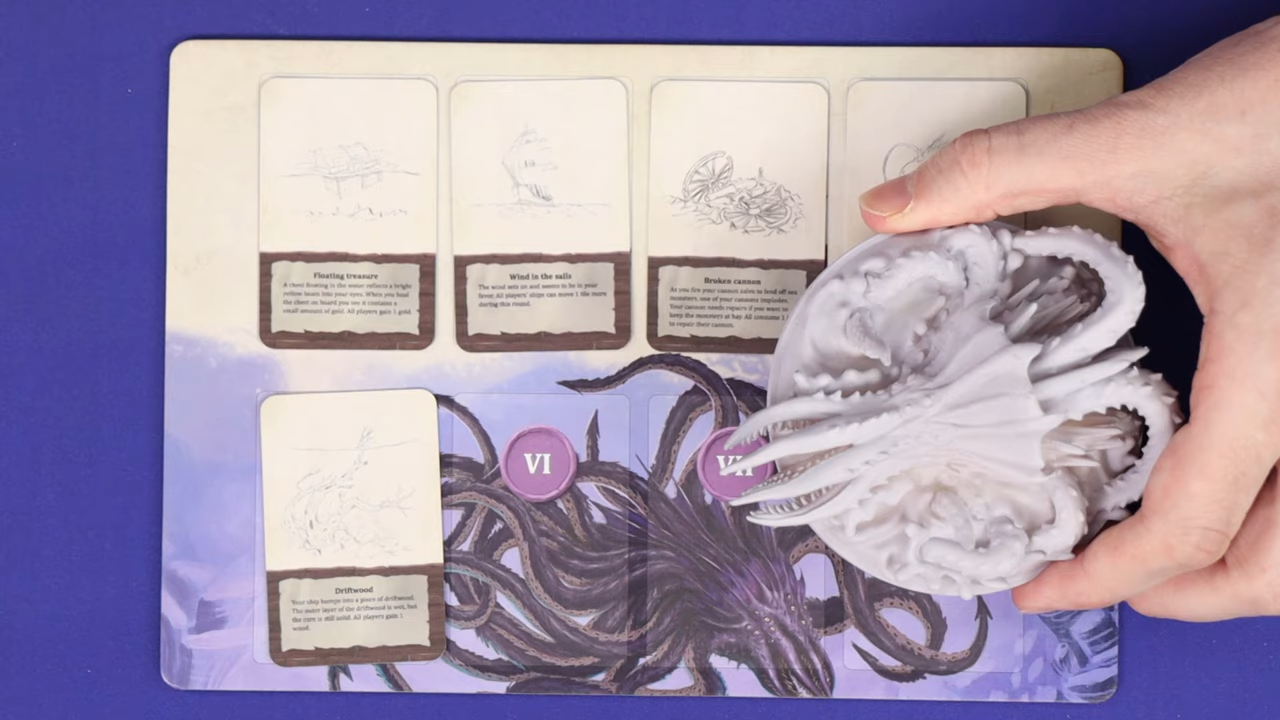 Floating treasure
A chest floating in the water reflects a bright
yellow beam into your eyes. When you haul
the chest on board you see it contains a
small amount of gold. All players gain 1 gold.
Wind in the sails
The wind sets on and seems to be in your
favor. All players' ships can move 1 tile more
during this round.
Broken cannon
As you fire your cannon salvo to fend off sea
monsters, one of your cannons implodes.
Your cannon needs repairs if you want to
keep the monsters at bay. All consume 1
to repair their cannon.
VI
VII
Driftwood
Your ship bumps into a piece of driftwood.
The outer layer of the driftwood is wet, but
the core is still solid. All players gain 1
wood.